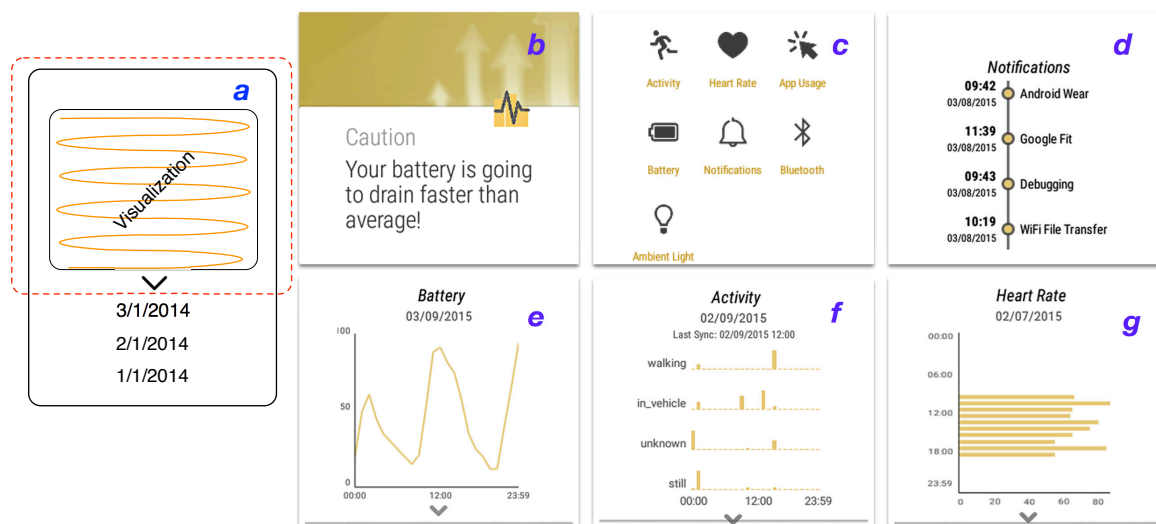 a
Visualization
3/1/2014
2/1/2014
1/1/2014
b
Caution
Your battery is going
to drain faster than
average!
c
Activity
Heart Rate
App Usage
Battery
Notifications
Bluetooth
Ambient Light
d
Notifications
09:42
03/08/2015
Android Wear
11:39
03/08/2015
Google Fit
09:43
03/08/2015
Debugging
10:19
03/08/2015
WiFi File Transfer
e
Battery
03/09/2015
100
50
0
00:00
12:00
23:59
f
Activity
02/09/2015
Last Sync: 02/09/2015 12:00
walking
in_vehicle
unknown
still
00:00
12:00
23:59
g
Heart Rate
02/07/2015
00:00
06:00
12:00
18:00
23:59
0
20
40
60
80